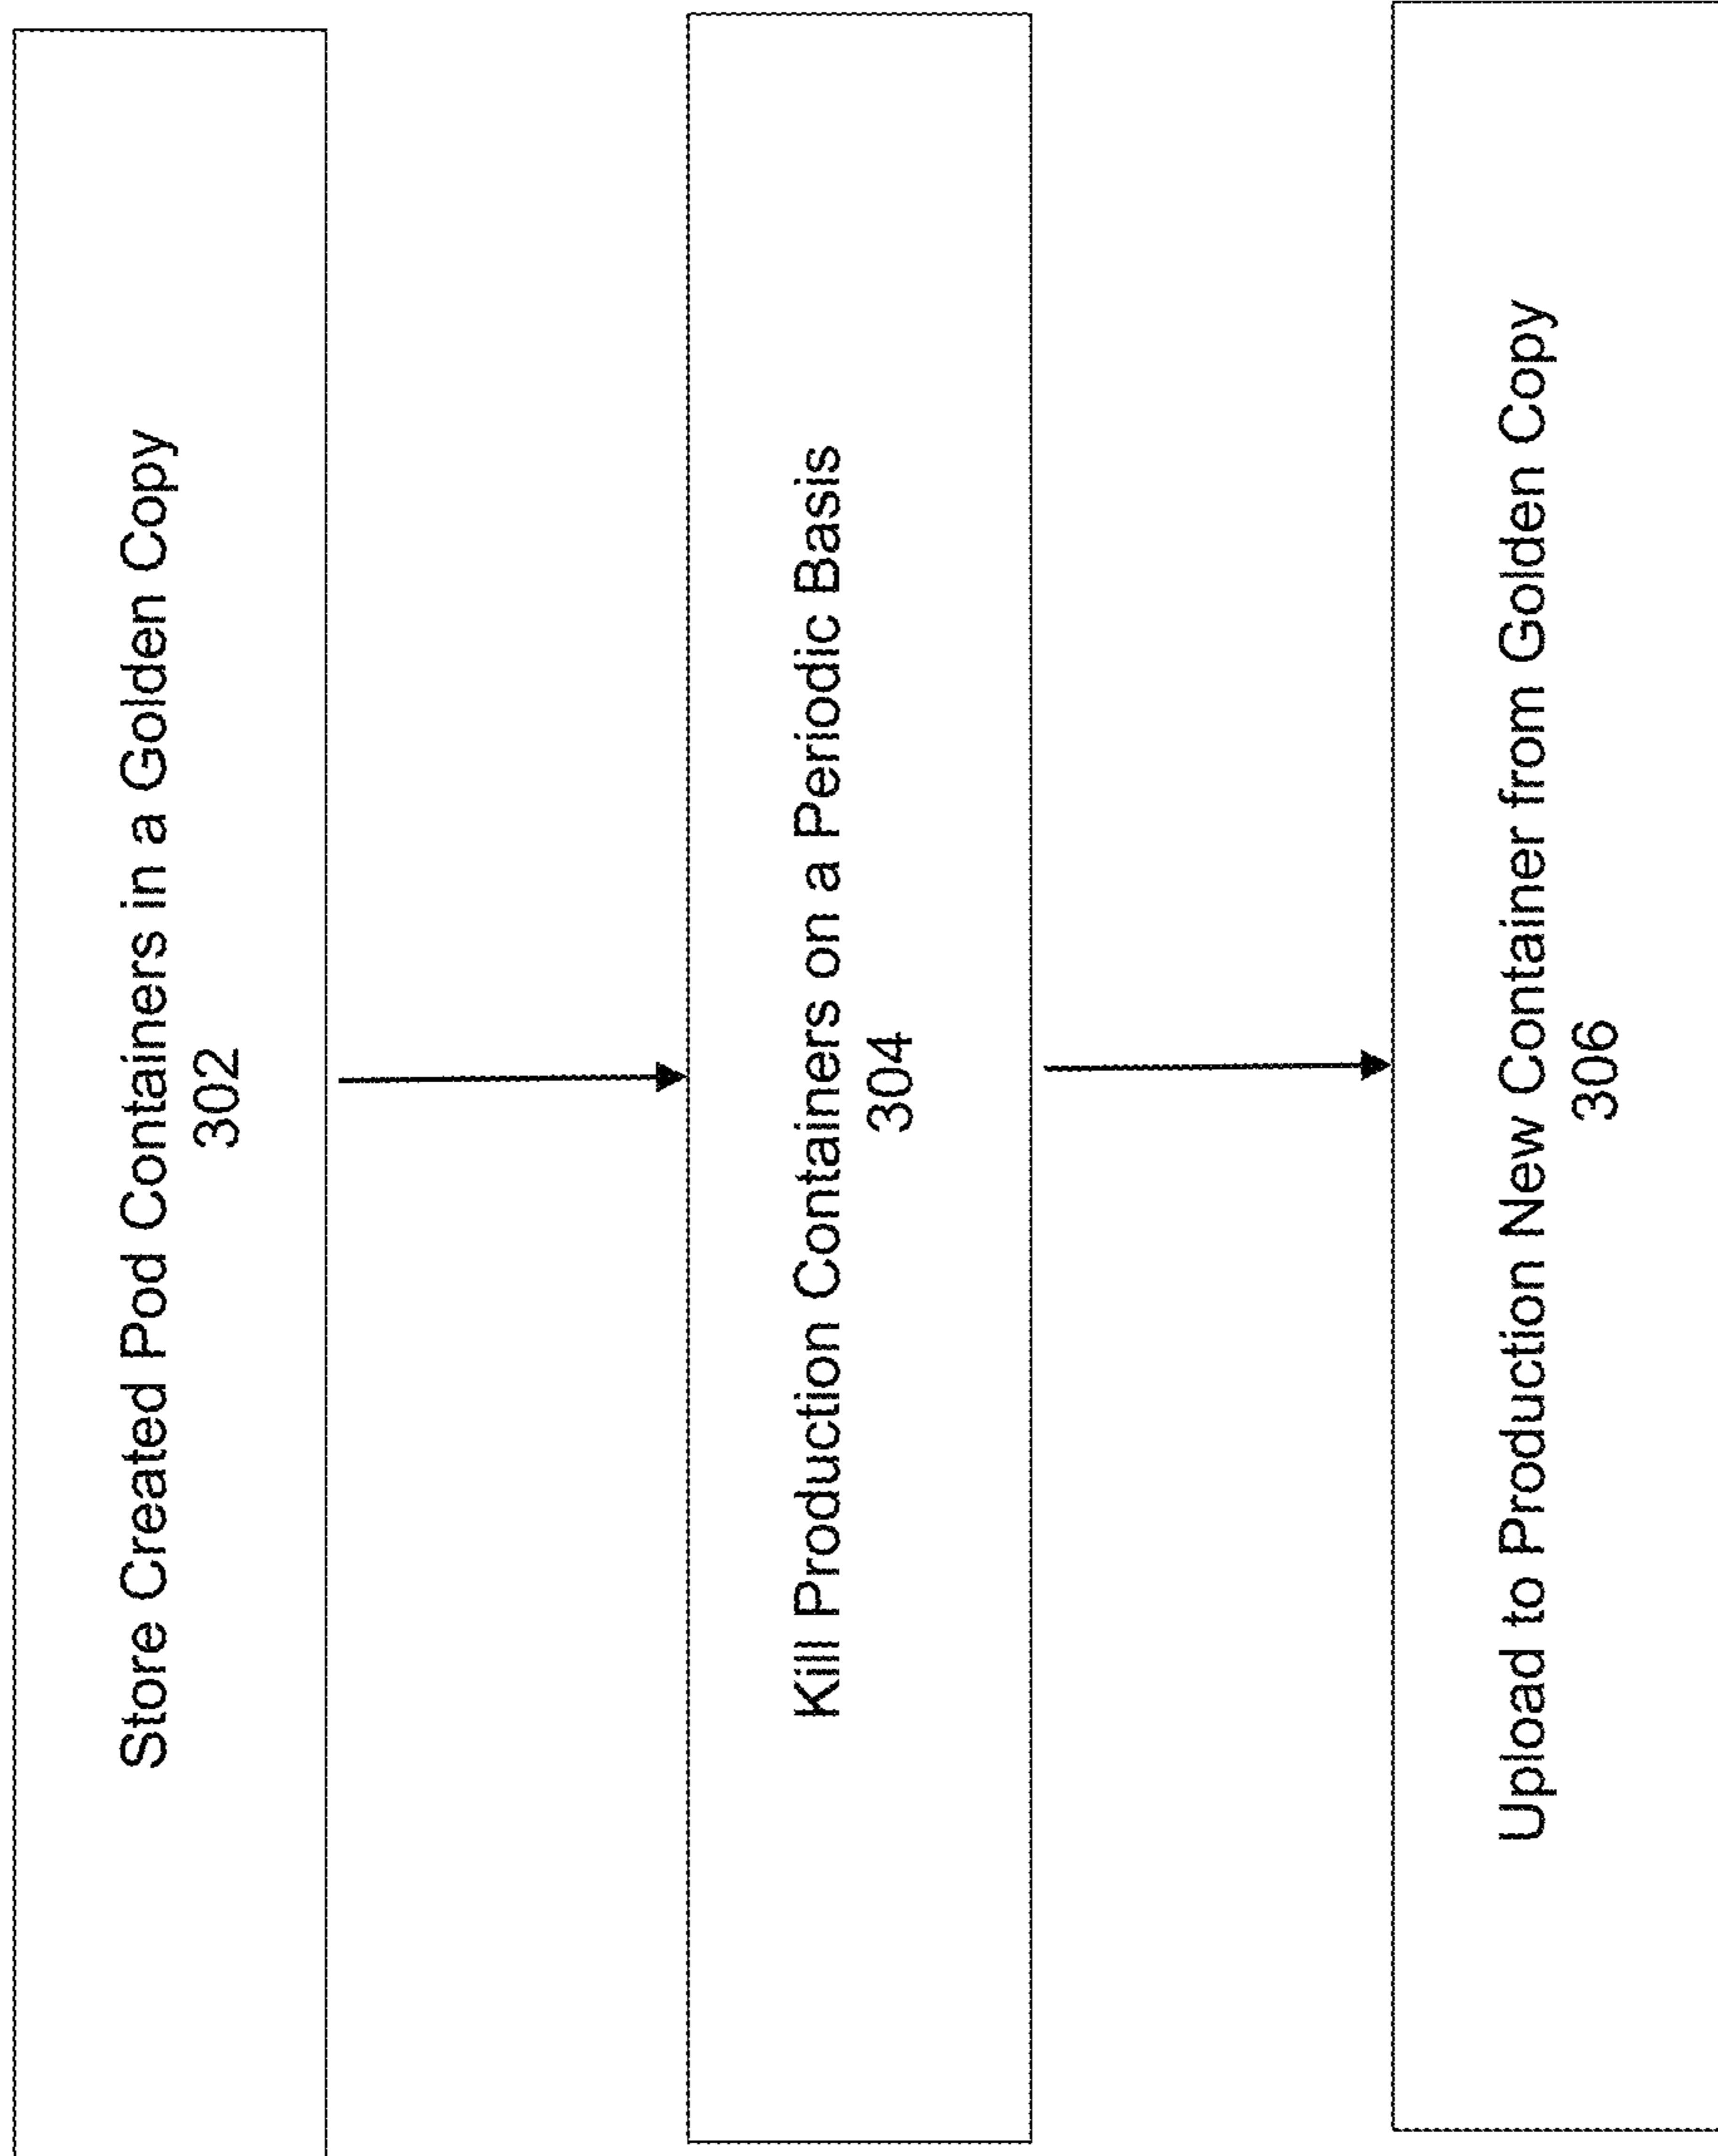 Store Created Pod Containers in a Golden Copy
302
Kill Production Containers on a Periodic Basis
304
Upload to Production New Container from Golden Copy
306